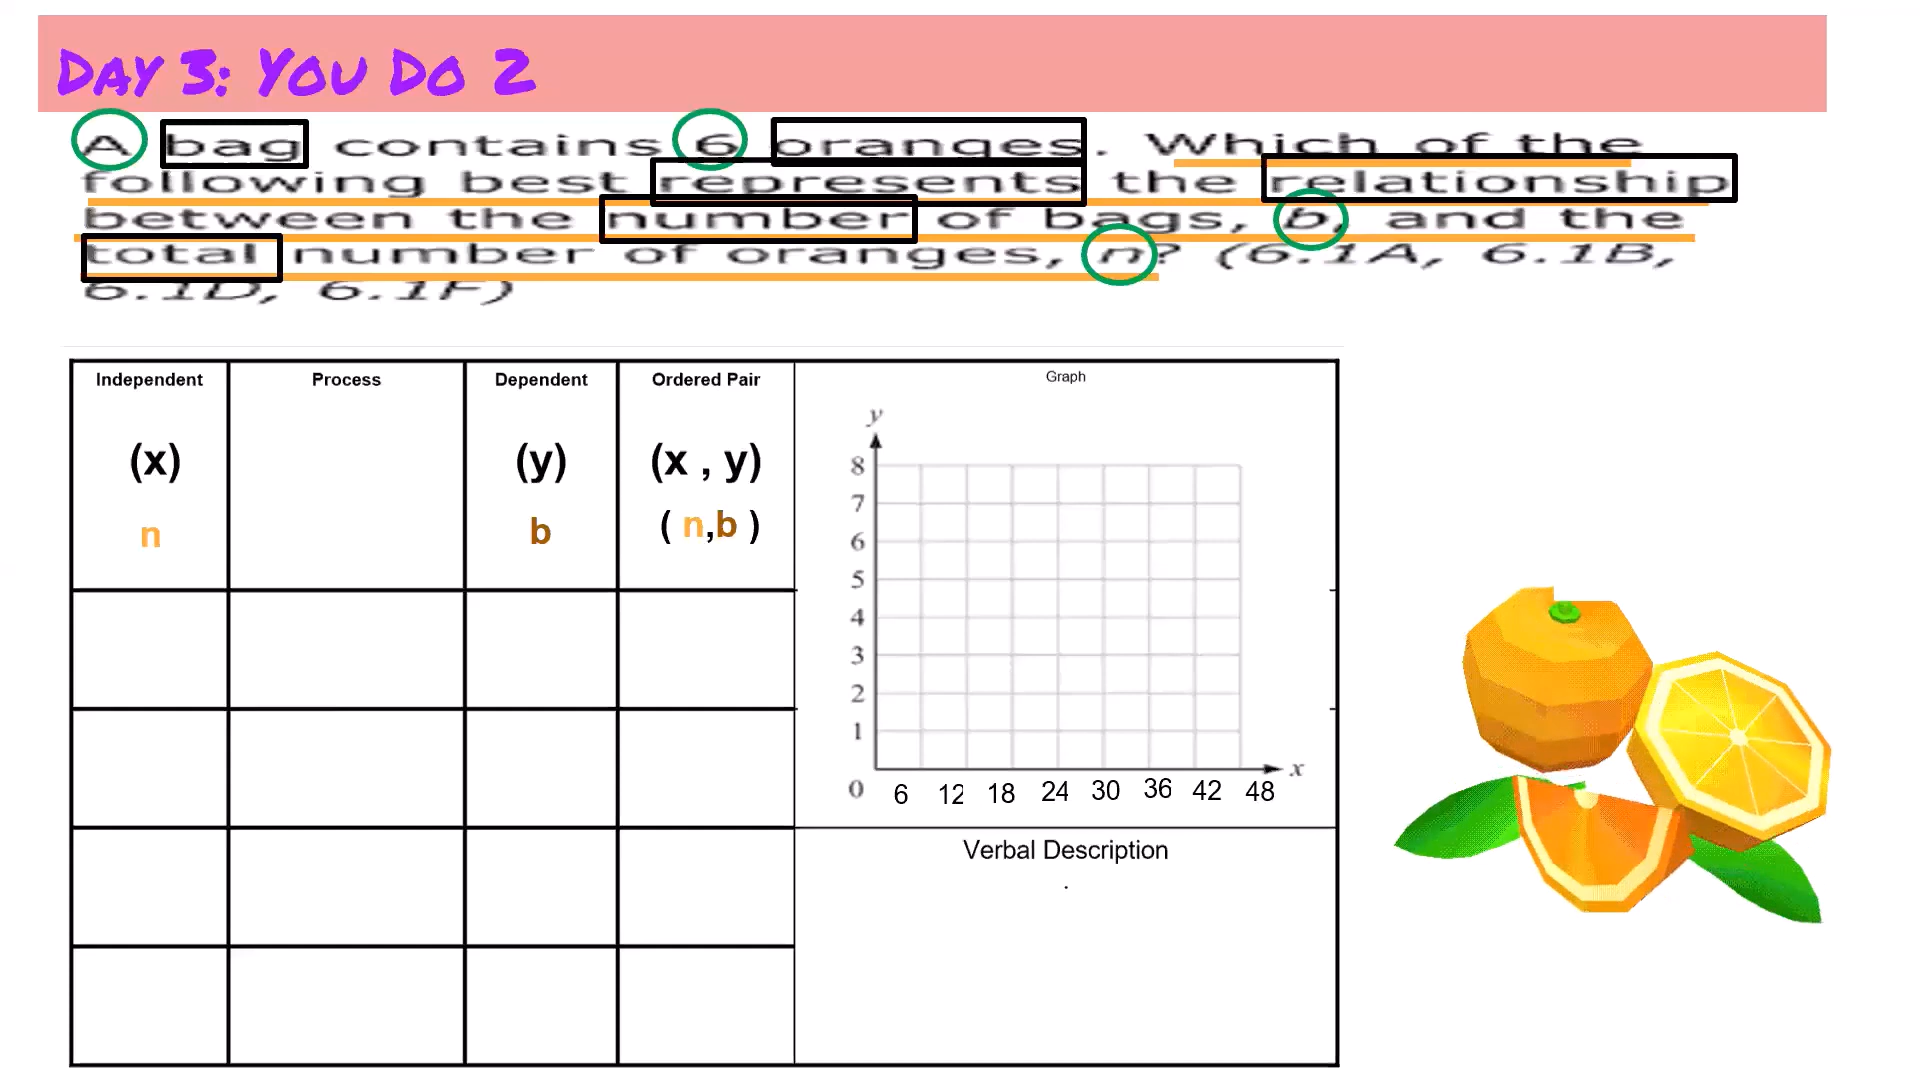 Day 3: You Do 2
A bag contains 6 oranges. Which of the
following best represents the relationship
between the number of bags, b, and the
total number of oranges, n? (6.1A, 6.1B,
6.1D, 6.1F)
Independent Process Dependent Ordered Pair Graph
(x) (y) (x , y)
n b ( n,b )
y
8
7
6
5
4
3
2
1
x
0 6 12 18 24 30 36 42 48
Verbal Description
.